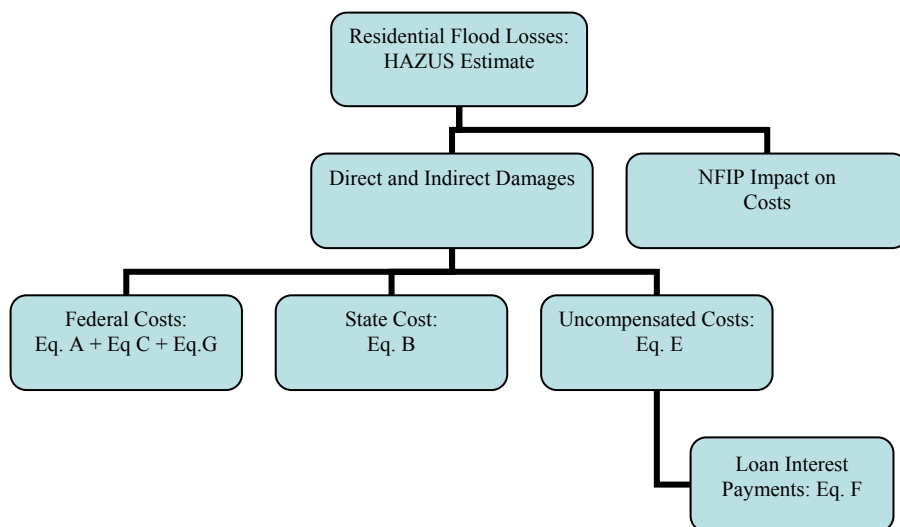 Residential Flood Losses:
HAZUS Estimate
Direct and Indirect Damages
NFIP Impact on
Costs
Federal Costs:
Eq. A + Eq C + Eq.G
State Cost:
Eq. B
Uncompensated Costs:
Eq. E
Loan Interest
Payments: Eq. F